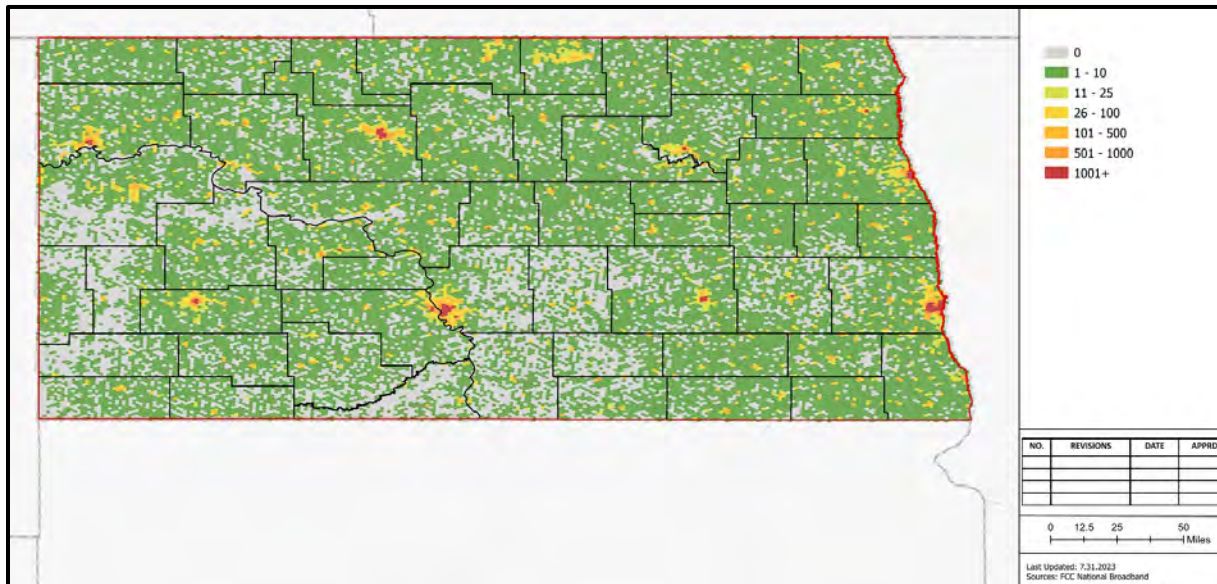 0
1 - 10
11 - 25
26 - 100
101 - 500
501 - 1000
1001+
NO. REVISIONS DATE APPRD
0 12.5 25 50
Miles
Last Updated: 7.31.2023
Sources: FCC National Broadband